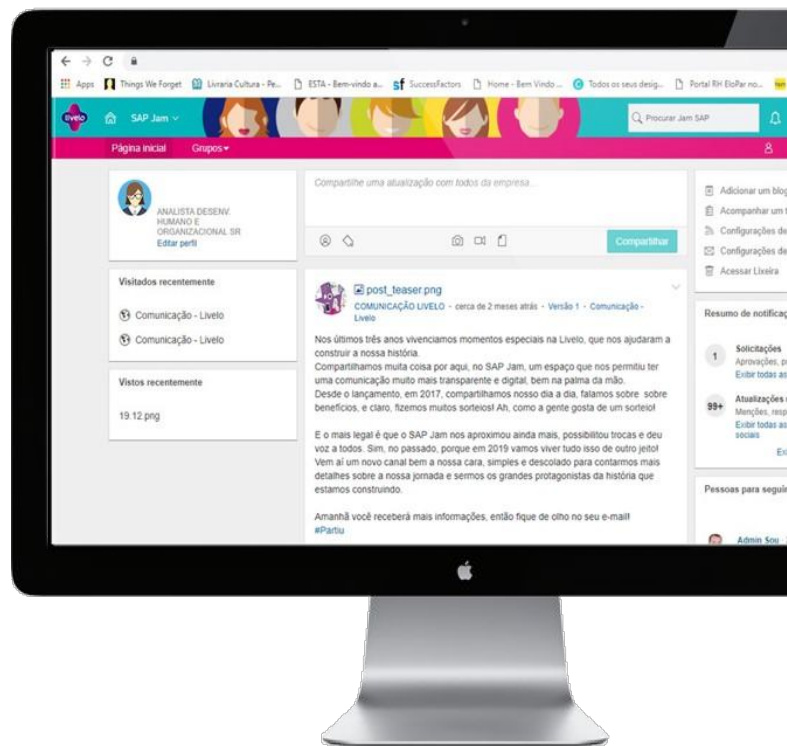 Apps
Things We Forget
Livraria Cultura - Pe...
ESTA - Bem-vindo a...
sf SuccessFactors
Home - Bem Vindo ...
Todos os seus desig...
Portal RH EloPar no...
livelo
SAP Jam
Procurar Jam SAP
Página inicial
Grupos
ANALISTA DESENV.
HUMANO E
ORGANIZACIONAL SR
Editar perfil
Visitados recentemente
Comunicação - Livelo
Comunicação - Livelo
Vistos recentemente
19.12.png
Compartilhe uma atualização com todos da empresa...
Compartilhar
post_teaser.png
COMUNICAÇÃO LIVELO - cerca de 2 meses atrás - Versão 1 - Comunicação -
Livelo
Nos últimos três anos vivenciamos momentos especiais na Livelo, que nos ajudaram a
construir a nossa história.
Compartilhamos muita coisa por aqui, no SAP Jam, um espaço que nos permitiu ter
uma comunicação muito mais transparente e digital, bem na palma da mão.
Desde o lançamento, em 2017, compartilhamos nosso dia a dia, falamos sobre sobre
benefícios, e claro, fizemos muitos sorteios! Ah, como a gente gosta de um sorteio!
E o mais legal é que o SAP Jam nos aproximou ainda mais, possibilitou trocas e deu
voz a todos. Sim, no passado, porque em 2019 vamos viver tudo isso de outro jeito!
Vem aí um novo canal bem a nossa cara, simples e descolado para contarmos mais
detalhes sobre a nossa jornada e sermos os grandes protagonistas da história que
estamos construindo.
Amanhã você receberá mais informações, então fique de olho no seu e-mail!
#Partiu
Adicionar um blog
Acompanhar um t
Configurações de
Configurações de
Acessar Lixeira
Resumo de notificaç
1
Solicitações
Aprovações, p
Exibir todas as
99+
Atualizações
Menções, resp
Exibir todas as
sociais
Ex
Pessoas para seguir
Admin Sou